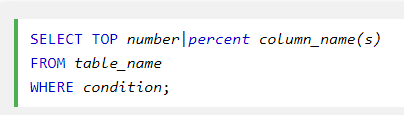 SELECT TOP number|percent column_name(s)
FROM table_name
WHERE condition;